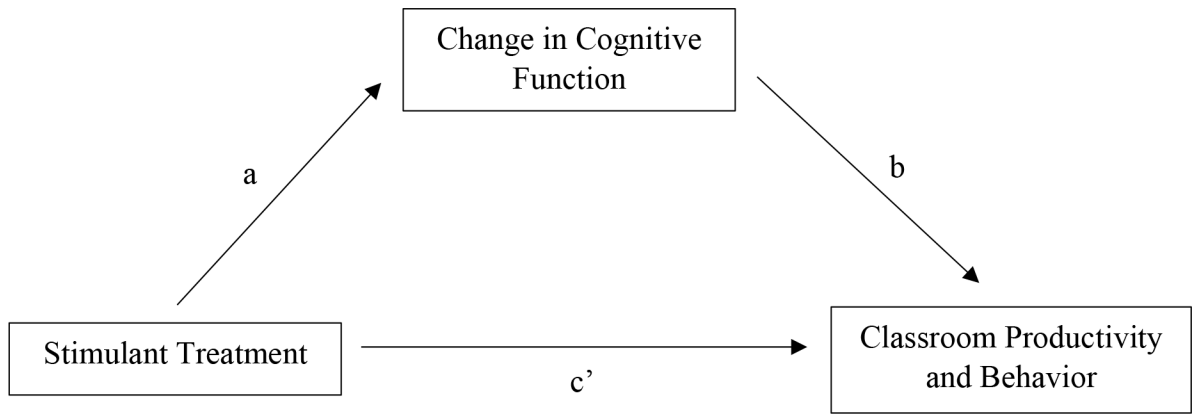 Change in Cognitive
Function
a
b
Stimulant Treatment
c’
Classroom Productivity
and Behavior